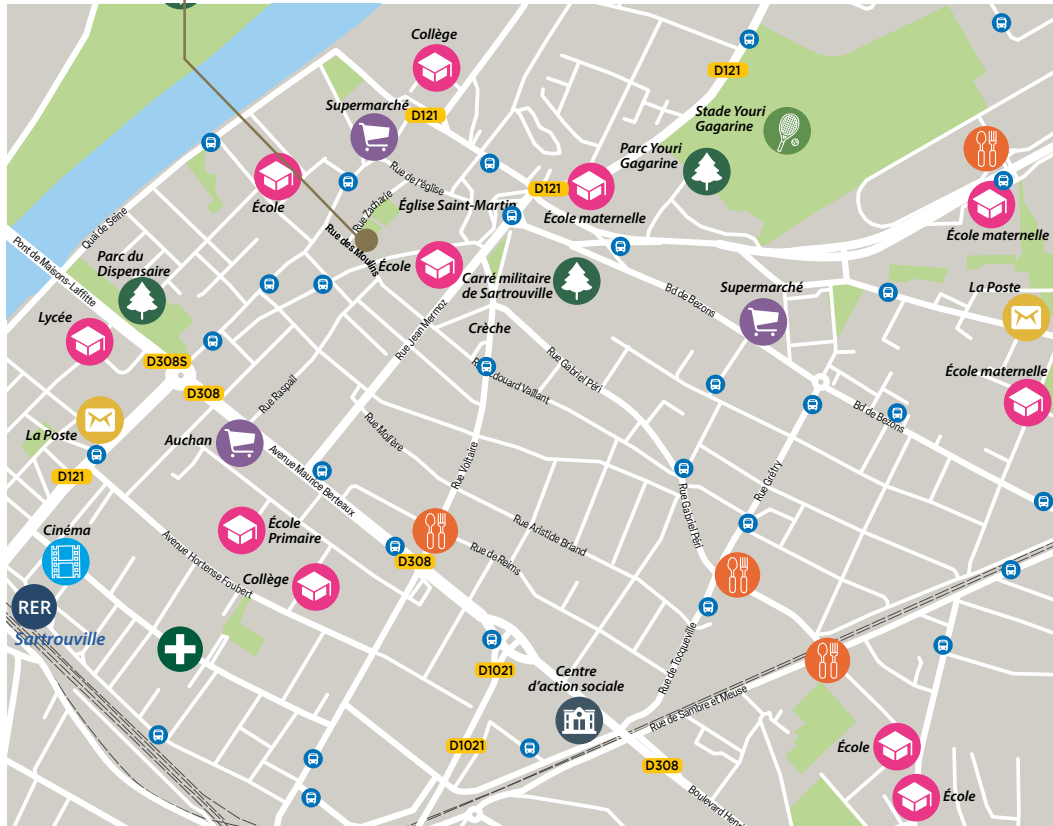 Collège
D121
Supermarché
D121
Stade Youri
Gagarine
Parc Youri
Gagarine
Rue de l'église
D121
École
Rue Zacharie
Église Saint-Martin
École maternelle
École maternelle
Quai de Seine
Rue des Moulins
Pont de Maisons-Laffitte
Parc du
Dispensaire
École
Carré militaire
de Sartrouville
Bd de Bezons
Supermarché
La Poste
Lycée
Rue Jean Mermoz
Crèche
D308S
Rue Gabriel Péri
École maternelle
D308
Rue Raspail
Vaillant
Bd de Bezons
La Poste
Auchan
Rue Molière
Avenue Maurice Berteaux
Rue Voltaire
Rue Grétry
D121
Rue Gabriel Péri
Cinéma
École
Primaire
Rue Aristide Briand
Avenue Hortense Foubert
D308
Rue de Reims
Collège
RER
Sartrouville
D1021
Centre
d'action sociale
Rue de Tocqueville
Rue de Sambre et Meuse
D1021
D308
École
École
Boulevard